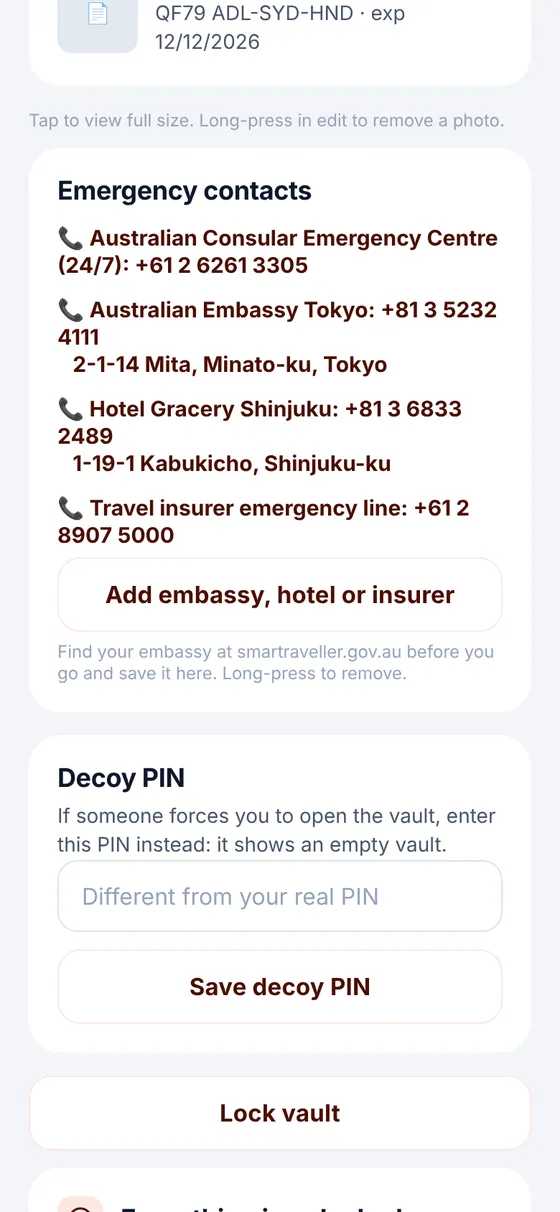 QF79 ADL-SYD-HND · exp
12/12/2026
Tap to view full size. Long-press in edit to remove a photo.
Emergency contacts
📞 Australian Consular Emergency Centre
(24/7): +61 2 6261 3305
📞 Australian Embassy Tokyo: +81 3 5232
4111
2-1-14 Mita, Minato-ku, Tokyo
📞 Hotel Gracery Shinjuku: +81 3 6833
2489
1-19-1 Kabukicho, Shinjuku-ku
📞 Travel insurer emergency line: +61 2
8907 5000
Add embassy, hotel or insurer
Find your embassy at smartraveller.gov.au before you
go and save it here. Long-press to remove.
Decoy PIN
If someone forces you to open the vault, enter
this PIN instead: it shows an empty vault.
Different from your real PIN
Save decoy PIN
Lock vault